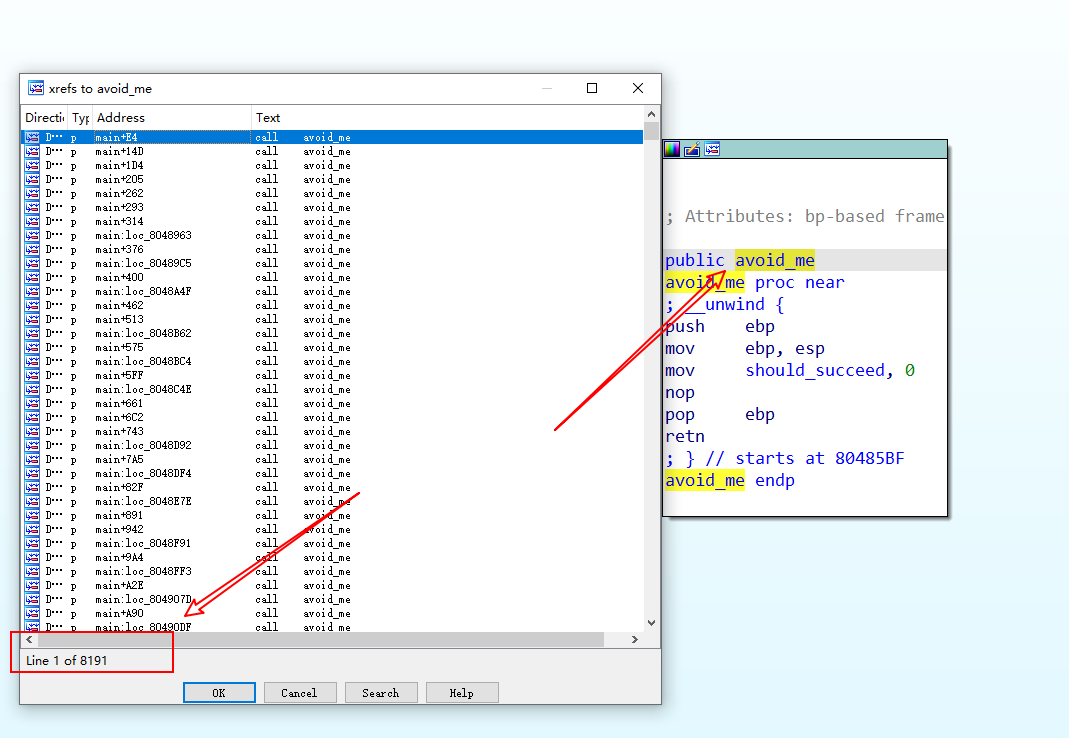 xrefs to avoid_me
Directi Typ Address Text
D··· p main+E4 call avoid_me
D··· p main+14D call avoid_me
D··· p main+1D4 call avoid_me
D··· p main+205 call avoid_me
D··· p main+262 call avoid_me
D··· p main+293 call avoid_me
D··· p main+314 call avoid_me
D··· p main:loc_8048963 call avoid_me
D··· p main+376 call avoid_me
D··· p main:loc_80489C5 call avoid_me
D··· p main+400 call avoid_me
D··· p main:loc_8048A4F call avoid_me
D··· p main+462 call avoid_me
D··· p main+513 call avoid_me
D··· p main:loc_8048B62 call avoid_me
D··· p main+575 call avoid_me
D··· p main:loc_8048BC4 call avoid_me
D··· p main+5FF call avoid_me
D··· p main:loc_8048C4E call avoid_me
D··· p main+661 call avoid_me
D··· p main+6C2 call avoid_me
D··· p main+743 call avoid_me
D··· p main:loc_8048D92 call avoid_me
D··· p main+7A5 call avoid_me
D··· p main:loc_8048DF4 call avoid_me
D··· p main+82F call avoid_me
D··· p main:loc_8048E7E call avoid_me
D··· p main+891 call avoid_me
D··· p main+942 call avoid_me
D··· p main:loc_8048F91 call avoid_me
D··· p main+9A4 call avoid_me
D··· p main:loc_8048FF3 call avoid_me
D··· p main+A2E call avoid_me
D··· p main:loc_804907D call avoid_me
D··· p main+A90 call avoid_me
D··· p main:loc_80490DF call avoid_me
Line 1 of 8191
OK Cancel Search Help
; Attributes: bp-based frame
public avoid_me
avoid_me proc near
; __unwind {
push ebp
mov ebp, esp
mov should_succeed, 0
nop
pop ebp
retn
; } // starts at 80485BF
avoid_me endp